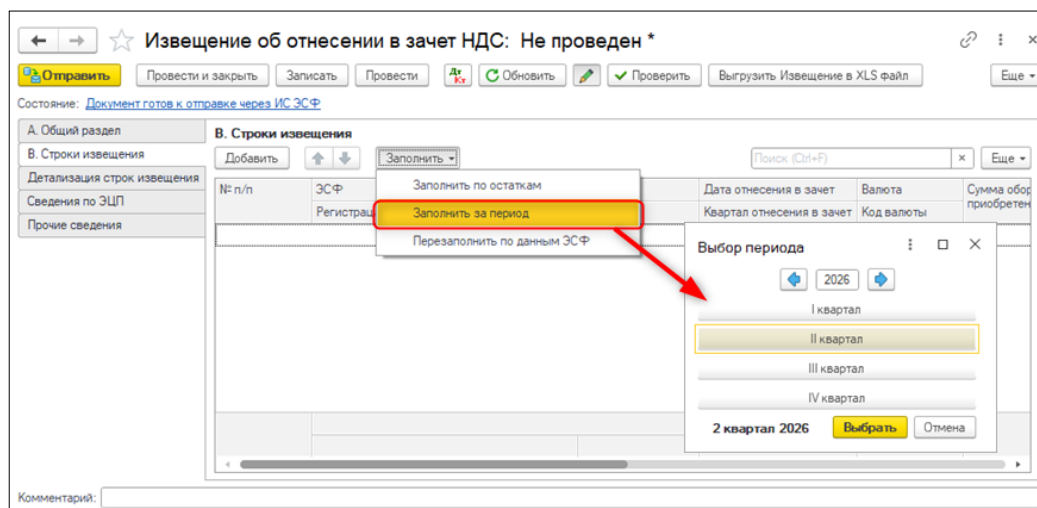 Извещение об отнесении в зачет НДС: Не проведен *
Отправить Провести и закрыть Записать Провести Дт Кт Обновить Проверить Выгрузить Извещение в XLS файл Еще
Состояние: Документ готов к отправке через ИС ЭСФ
А. Общий раздел
В. Строки извещения
Детализация строк извещения
Сведения по ЭЦП
Прочие сведения
В. Строки извещения
Добавить Заполнить Поиск (Ctrl+F) × Еще
№ п/п ЭСФ Дата отнесения в зачет Валюта Сумма обор
Регистрац Квартал отнесения в зачет Код валюты приобретен
Заполнить по остаткам
Заполнить за период
Перезаполнить по данным ЭСФ
Выбор периода
2026
I квартал
II квартал
III квартал
IV квартал
2 квартал 2026 Выбрать Отмена
Комментарий: